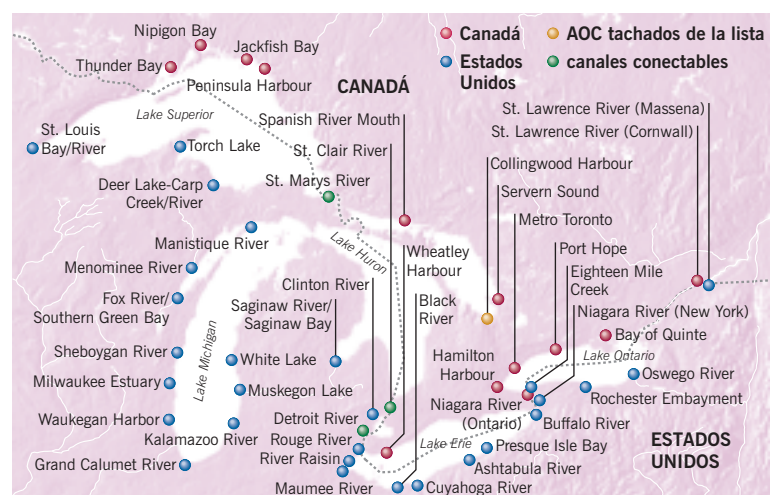 Nipigon Bay
Jackfish Bay
Thunder Bay
Peninsula Harbour
Canadá
Estados
Unidos
AOC tachados de la lista
canales conectables
CANADÁ
Lake Superior
Spanish River Mouth
St. Lawrence River (Massena)
St. Lawrence River (Cornwall)
St. Louis
Bay/River
Torch Lake
St. Clair River
Collingwood Harbour
Deer Lake-Carp
Creek/River
St. Marys River
Servern Sound
Metro Toronto
Manistique River
Lake Huron
Wheatley
Harbour
Port Hope
Eighteen Mile
Creek
Menominee River
Clinton River
Black
River
Niagara River (New York)
Fox River/
Southern Green Bay
Saginaw River/
Saginaw Bay
Bay of Quinte
Sheboygan River
Lake Michigan
White Lake
Hamilton
Harbour
Lake Ontario
Milwaukee Estuary
Muskegon Lake
Oswego River
Rochester Embayment
Waukegan Harbor
Kalamazoo River
Detroit River
Niagara River
(Ontario)
Buffalo River
Rouge River
Lake Erie
Presque Isle Bay
ESTADOS
UNIDOS
Grand Calumet River
River Raisin
Ashtabula River
Maumee River
Cuyahoga River